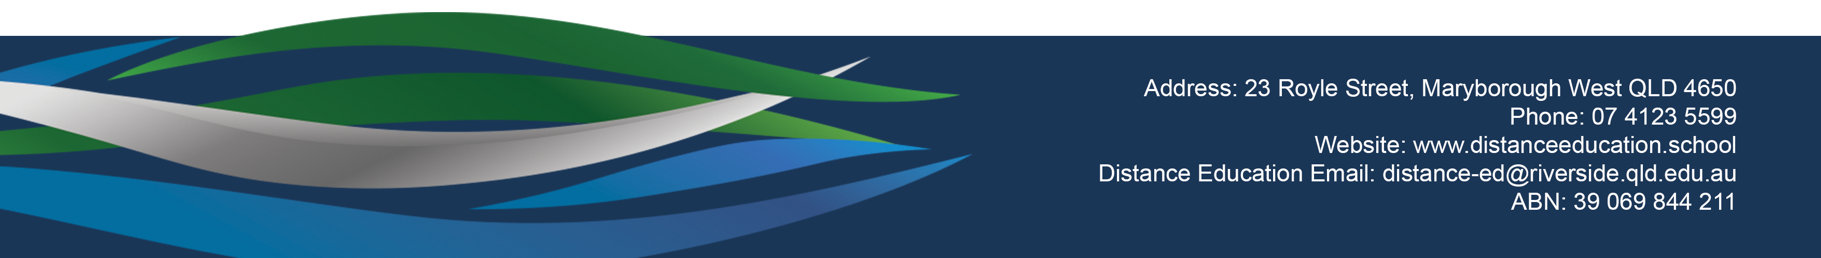 Address: 23 Royle Street, Maryborough West QLD 4650
Phone: 07 4123 5599
Website: www.distanceeducation.school
Distance Education Email: distance-ed@riverside.qld.edu.au
ABN: 39 069 844 211